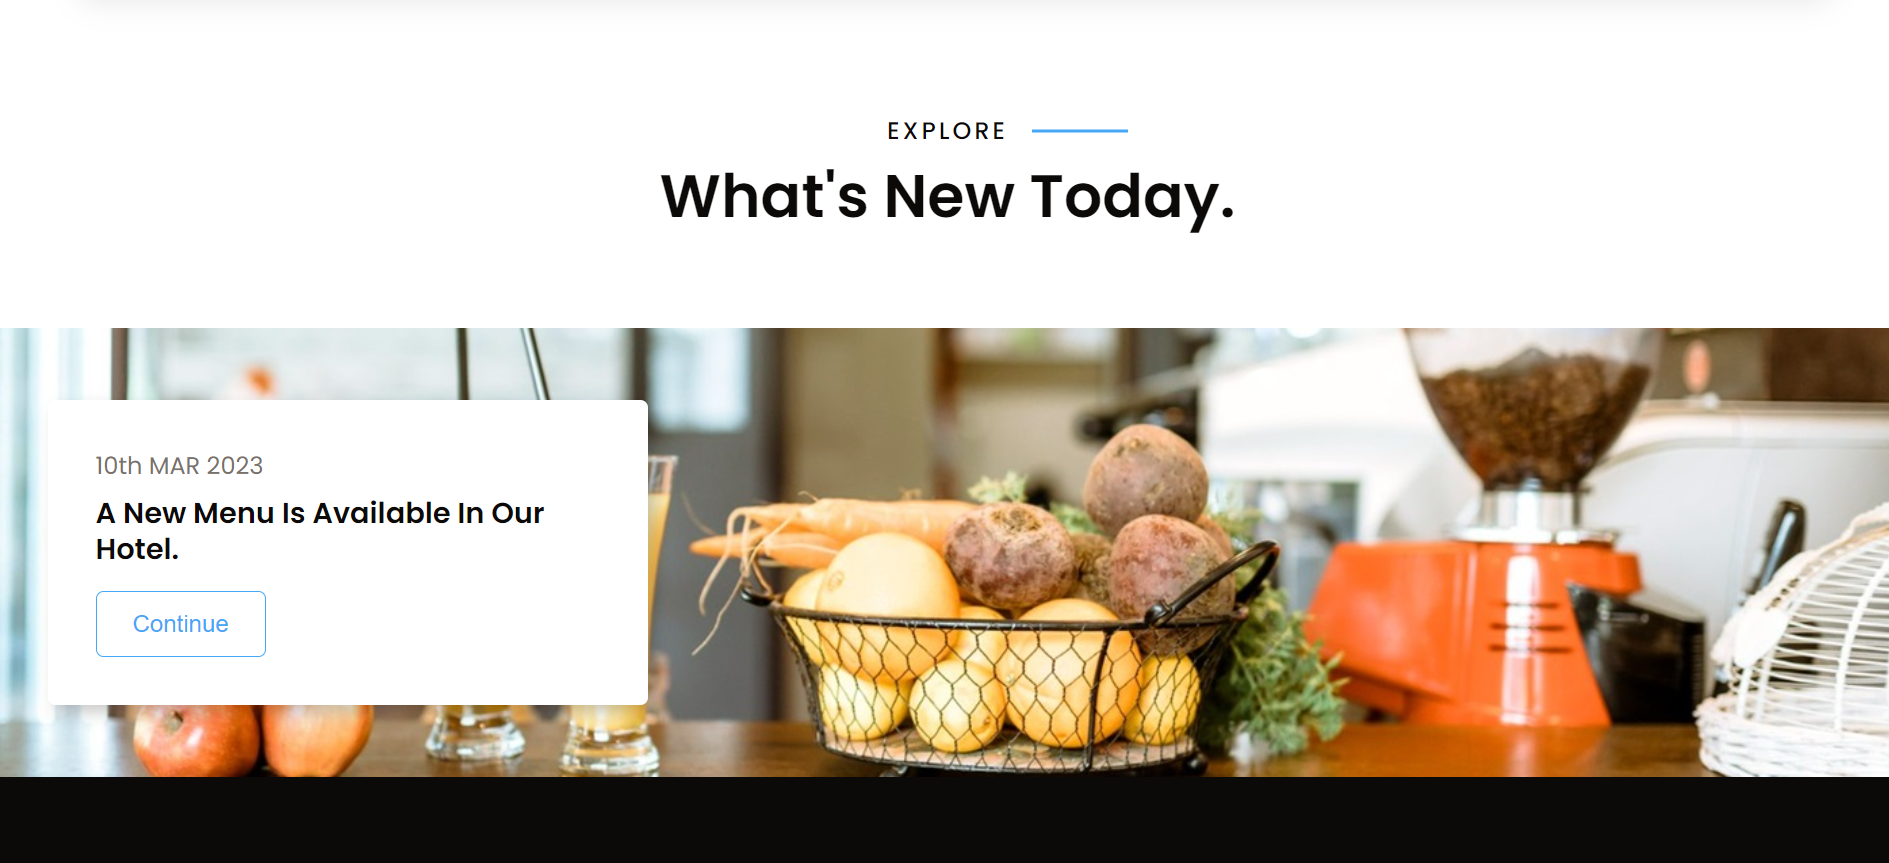 EXPLORE
What's New Today.
10th MAR 2023
A New Menu Is Available In Our
Hotel.
Continue